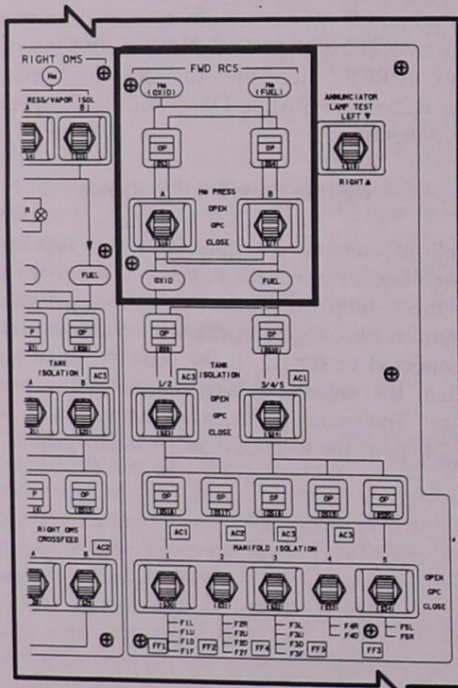 RIGHT OMS
He
RESS/VAPOR ISOL
A B
FUEL
TANK
ISOLATION
A B
AC3
OP
RIGHT OMS
CROSSFEED
A B
AC2
FWD RCS
He
(OXID)
He
(FUEL)
OP OP
A B
He PRESS
OPEN
GPC
CLOSE
OXID FUEL
OP OP
TANK
ISOLATION
AC3 AC1
1/2 3/4/5
OPEN
GPC
CLOSE
OP OP OP OP OP
AC1 AC2 AC3 AC3
MANIFOLD ISOLATION
1 2 3 4 5
OPEN
GPC
CLOSE
F1L F2R F3L F4R F5L
F1U F2U F3U F4D F5R
F1D F2D F3D
F1F F2F F3F
FF1 FF2 FF4 FF3 FF3
ANNUNCIATOR
LAMP TEST
LEFT ▼
RIGHT ▲